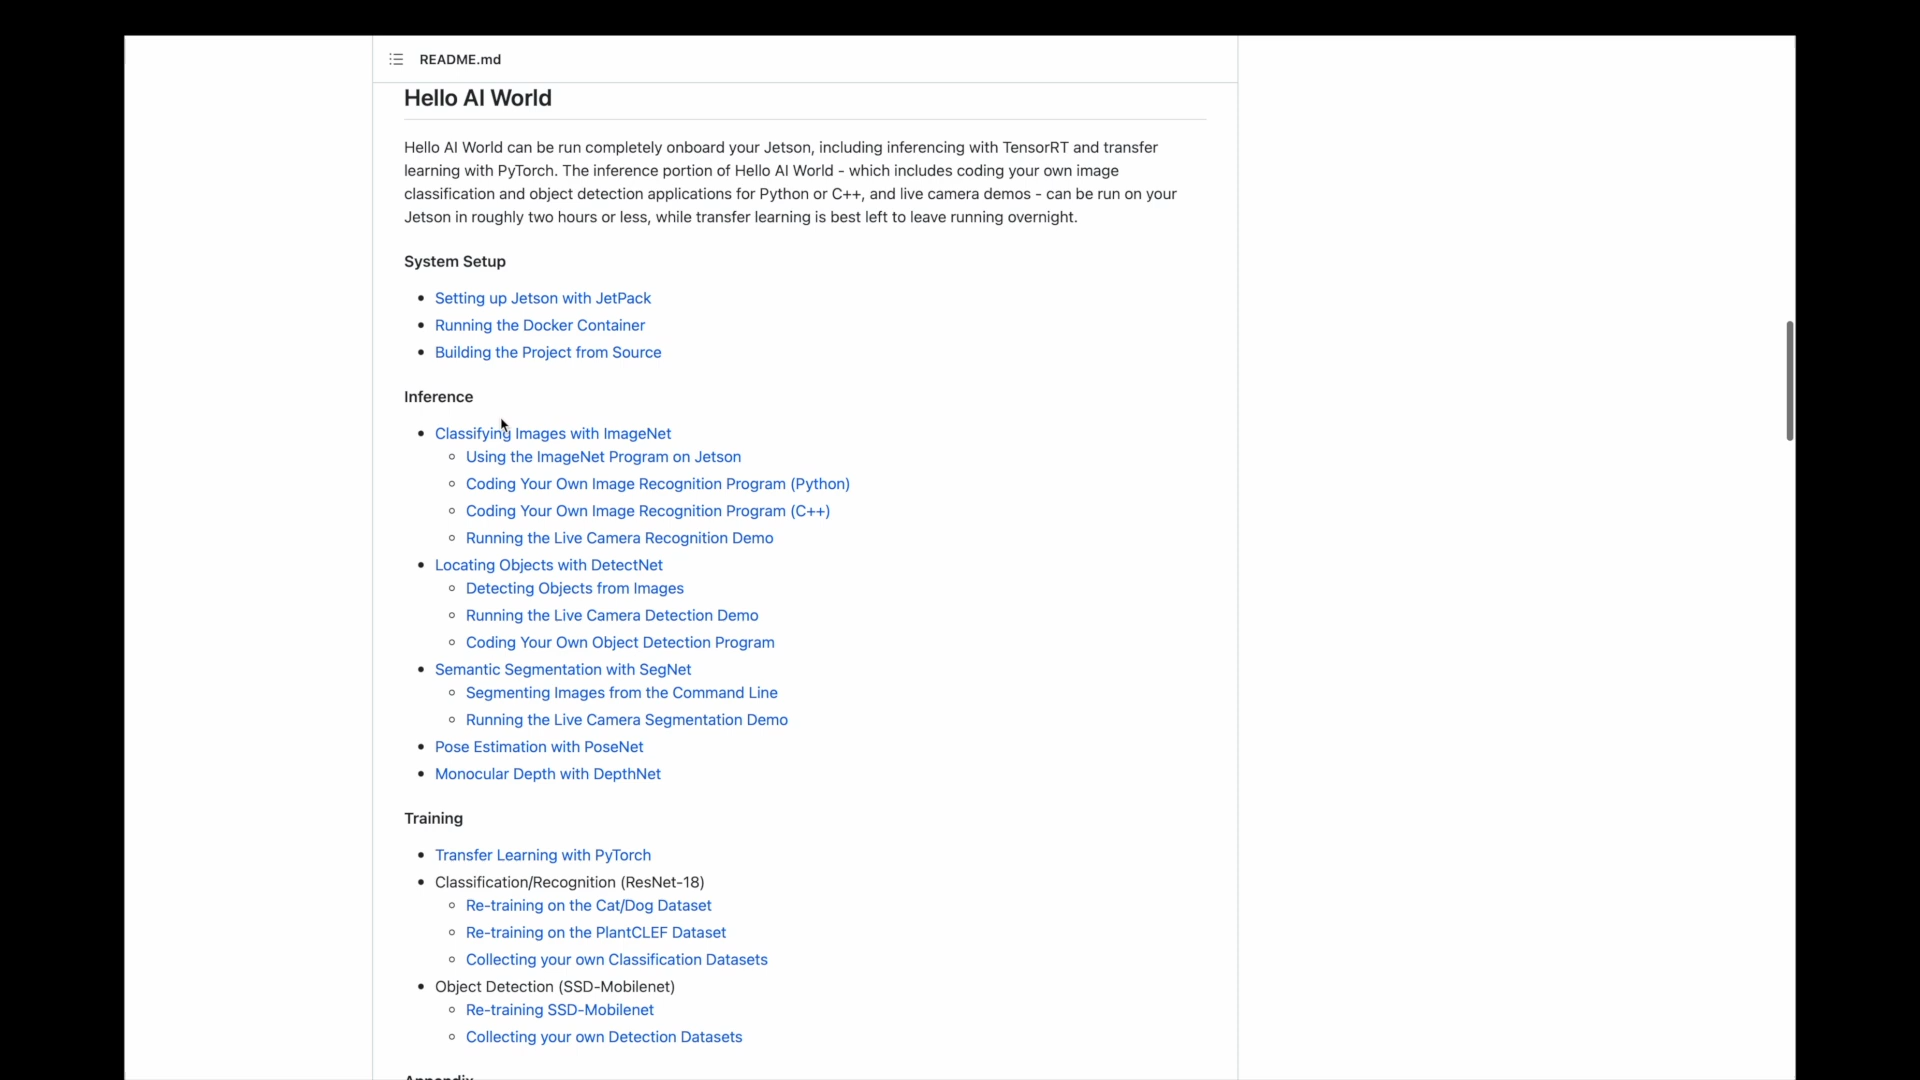 README.md
Hello AI World
Hello AI World can be run completely onboard your Jetson, including inferencing with TensorRT and transfer
learning with PyTorch. The inference portion of Hello AI World - which includes coding your own image
classification and object detection applications for Python or C++, and live camera demos - can be run on your
Jetson in roughly two hours or less, while transfer learning is best left to leave running overnight.
System Setup
Setting up Jetson with JetPack
Running the Docker Container
Building the Project from Source
Inference
Classifying Images with ImageNet
Using the ImageNet Program on Jetson
Coding Your Own Image Recognition Program (Python)
Coding Your Own Image Recognition Program (C++)
Running the Live Camera Recognition Demo
Locating Objects with DetectNet
Detecting Objects from Images
Running the Live Camera Detection Demo
Coding Your Own Object Detection Program
Semantic Segmentation with SegNet
Segmenting Images from the Command Line
Running the Live Camera Segmentation Demo
Pose Estimation with PoseNet
Monocular Depth with DepthNet
Training
Transfer Learning with PyTorch
Classification/Recognition (ResNet-18)
Re-training on the Cat/Dog Dataset
Re-training on the PlantCLEF Dataset
Collecting your own Classification Datasets
Object Detection (SSD-Mobilenet)
Re-training SSD-Mobilenet
Collecting your own Detection Datasets
Appendix